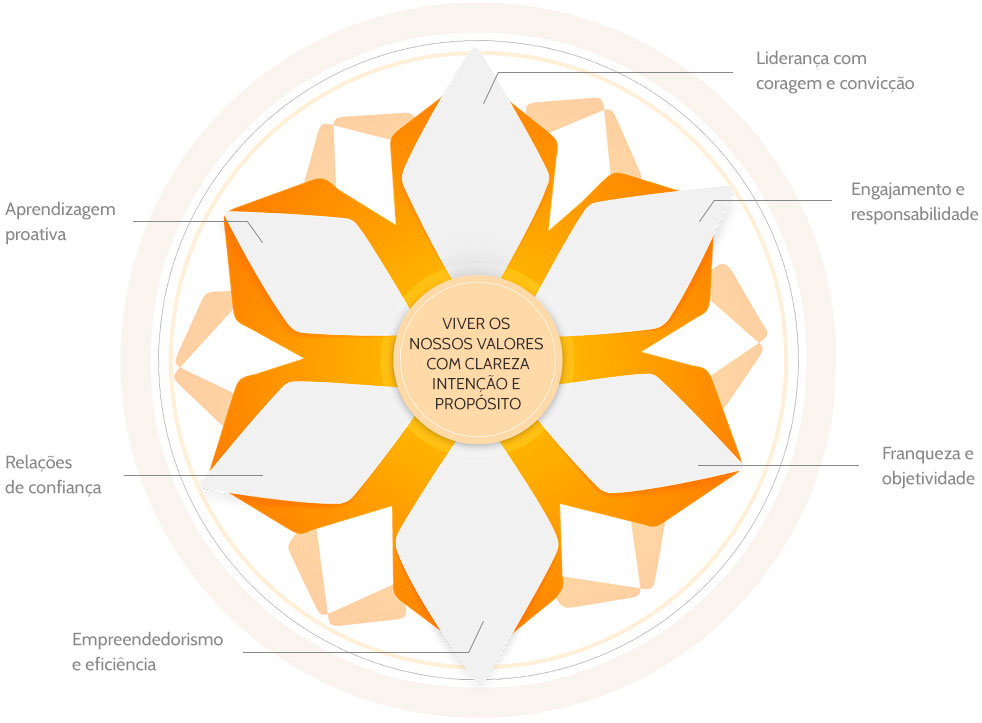 Liderança com
coragem e convicção
Engajamento e
responsabilidade
Aprendizagem
proativa
VIVER OS
NOSSOS VALORES
COM CLAREZA
INTENÇÃO E
PROPÓSITO
Relações
de confiança
Franqueza e
objetividade
Empreendedorismo
e eficiência